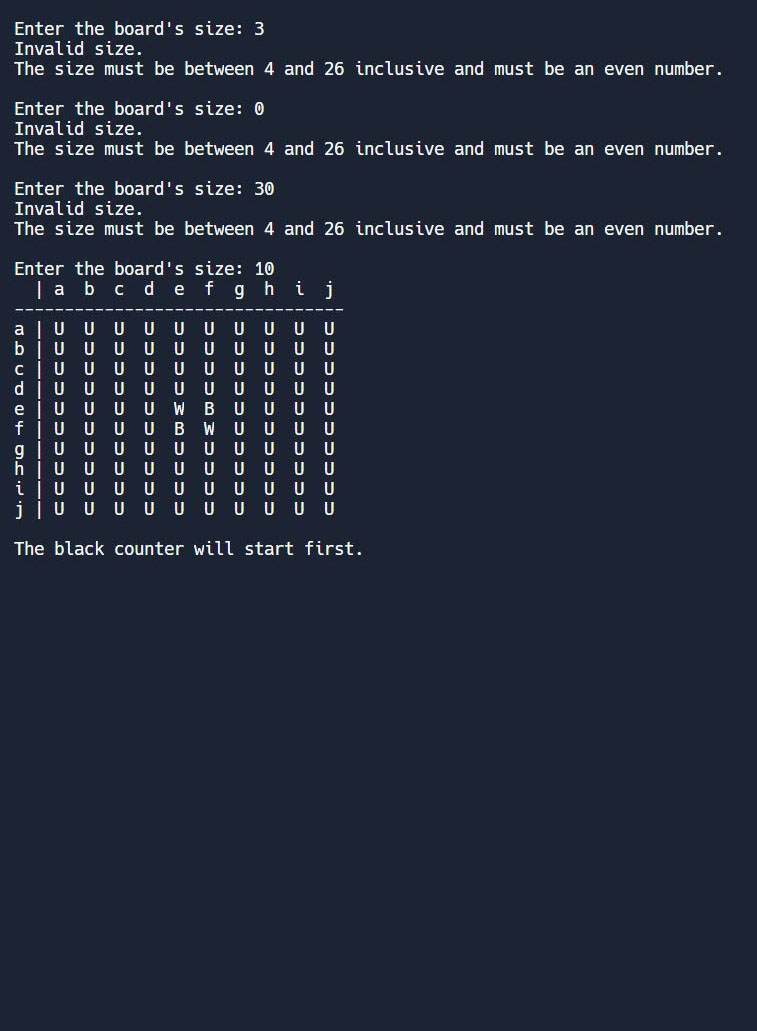 Enter the board's size: 3
Invalid size.
The size must be between 4 and 26 inclusive and must be an even number.

Enter the board's size: 0
Invalid size.
The size must be between 4 and 26 inclusive and must be an even number.

Enter the board's size: 30
Invalid size.
The size must be between 4 and 26 inclusive and must be an even number.

Enter the board's size: 10
  | a  b  c  d  e  f  g  h  i  j
---------------------------------
a | U  U  U  U  U  U  U  U  U  U
b | U  U  U  U  U  U  U  U  U  U
c | U  U  U  U  U  U  U  U  U  U
d | U  U  U  U  U  U  U  U  U  U
e | U  U  U  U  W  B  U  U  U  U
f | U  U  U  U  B  W  U  U  U  U
g | U  U  U  U  U  U  U  U  U  U
h | U  U  U  U  U  U  U  U  U  U
i | U  U  U  U  U  U  U  U  U  U
j | U  U  U  U  U  U  U  U  U  U

The black counter will start first.